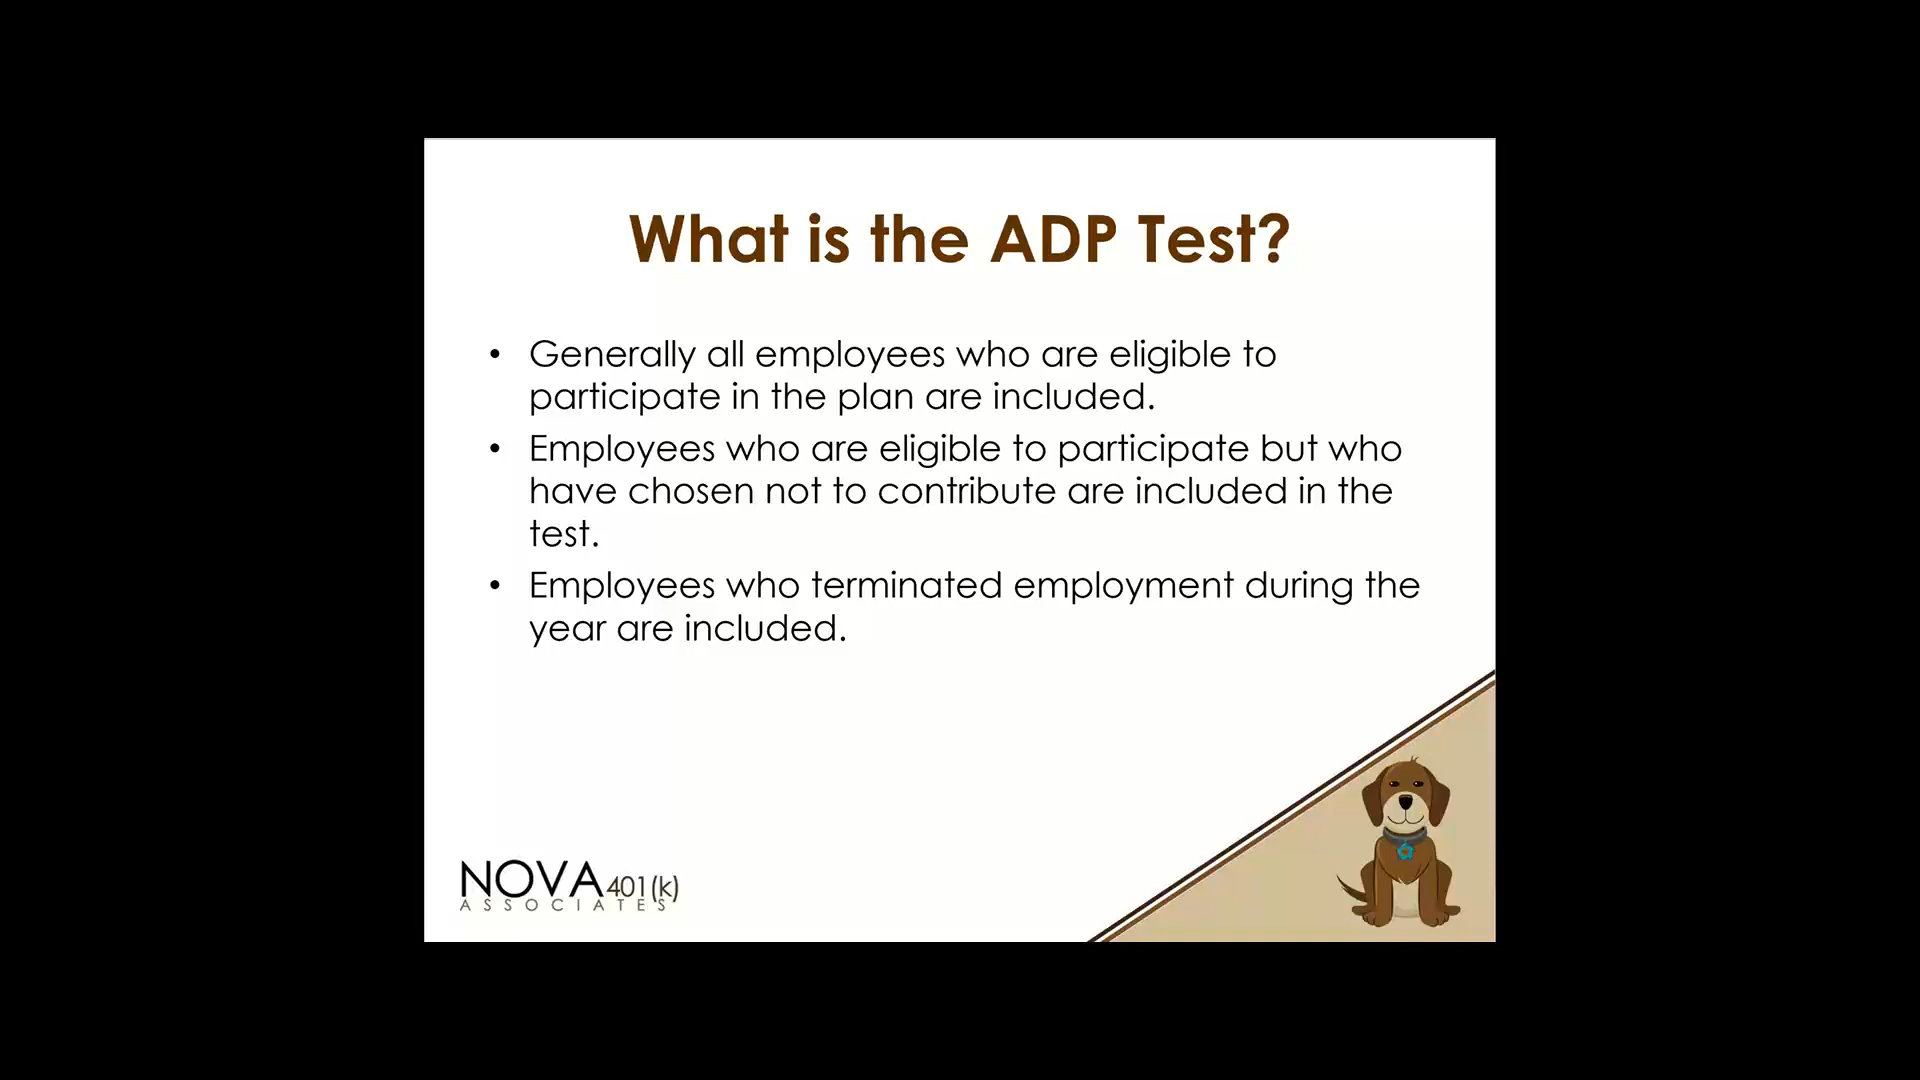 What is the ADP Test?
• Generally all employees who are eligible to
participate in the plan are included.
• Employees who are eligible to participate but who
have chosen not to contribute are included in the
test.
• Employees who terminated employment during the
year are included.
NOVA 401(k)
ASSOCIATES